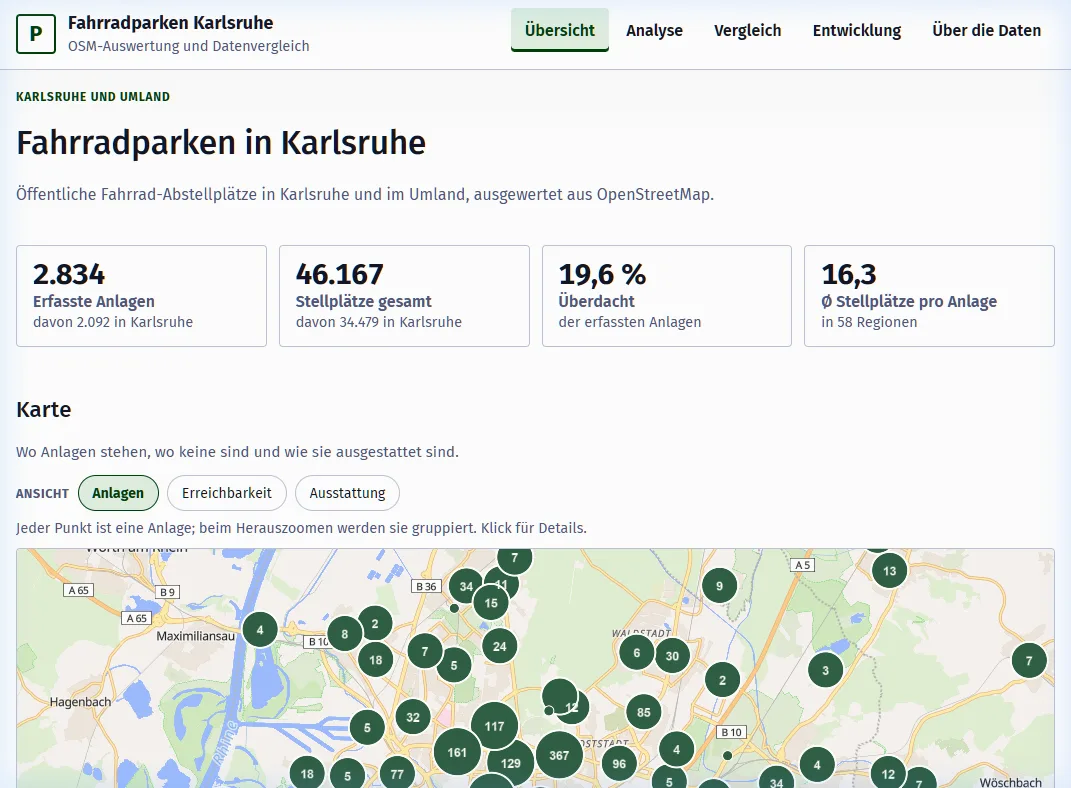 P
Fahrradparken Karlsruhe
OSM-Auswertung und Datenvergleich
Übersicht
Analyse
Vergleich
Entwicklung
Über die Daten
KARLSRUHE UND UMLAND
Fahrradparken in Karlsruhe
Öffentliche Fahrrad-Abstellplätze in Karlsruhe und im Umland, ausgewertet aus OpenStreetMap.
2.834
Erfasste Anlagen
davon 2.092 in Karlsruhe
46.167
Stellplätze gesamt
davon 34.479 in Karlsruhe
19,6 %
Überdacht
der erfassten Anlagen
16,3
Ø Stellplätze pro Anlage
in 58 Regionen
Karte
Wo Anlagen stehen, wo keine sind und wie sie ausgestattet sind.
ANSICHT
Anlagen
Erreichbarkeit
Ausstattung
Jeder Punkt ist eine Anlage; beim Herauszoomen werden sie gruppiert. Klick für Details.
Wörth am Rhein
7
A 5
13
A 65
B 9
B 36
34
11
9
15
A 65
4
Maximiliansau
8
2
B 10
24
WALDSTADT
18
7
5
6
30
7
3
2
Hagenbach
12
85
32
5
117
Rhein
B 10
161
129
367
OSTSTADT
4
96
18
5
77
4
12
5
34
7
Wöschbach